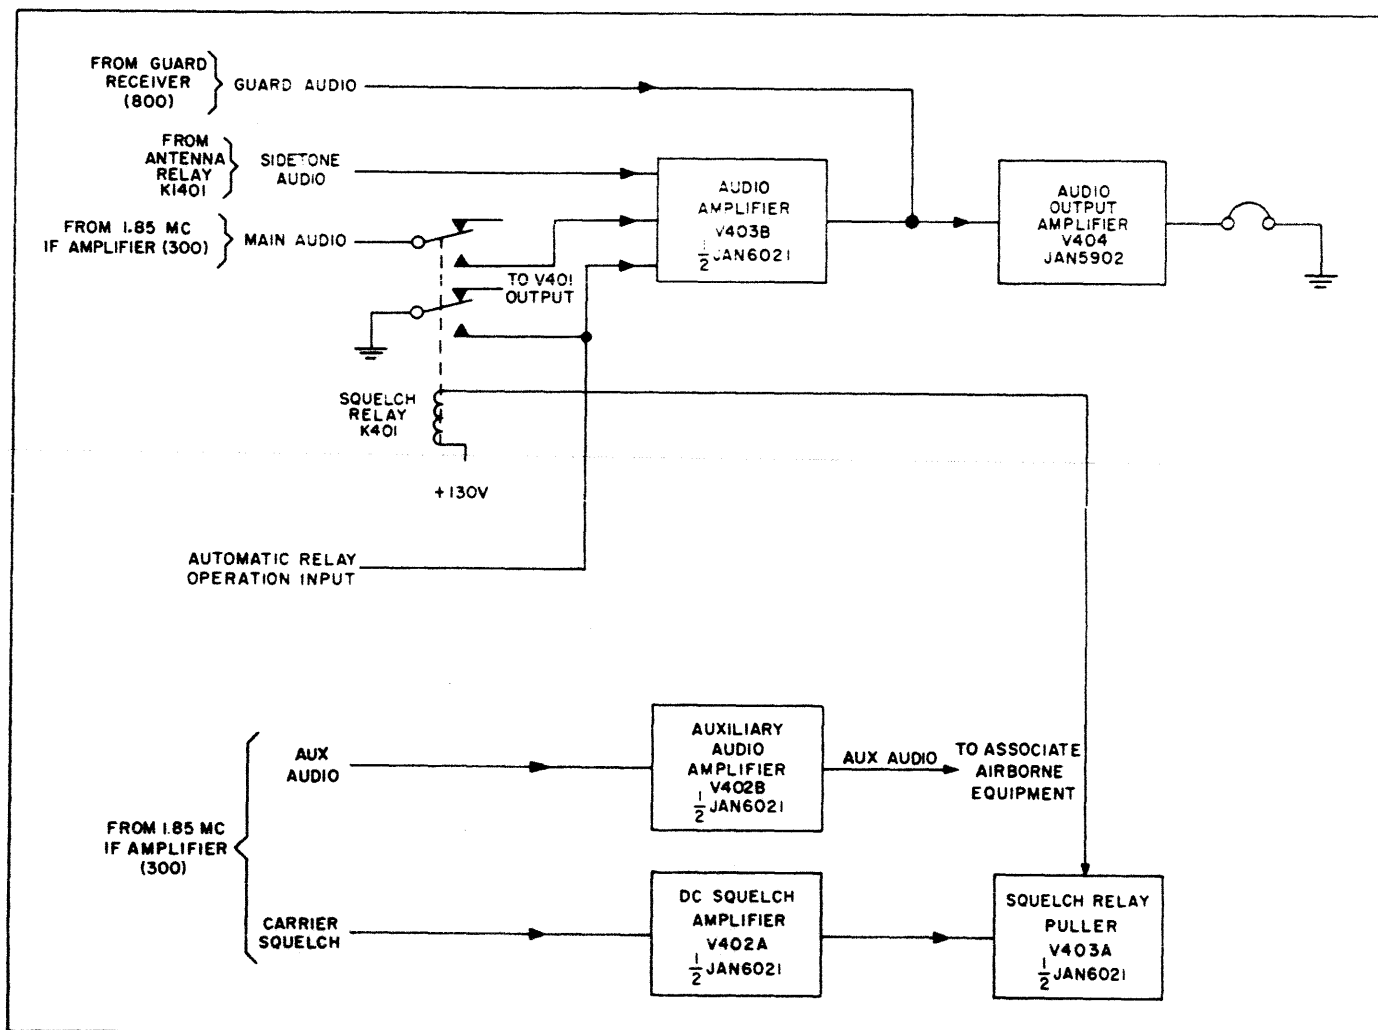 FROM GUARD
RECEIVER
(800)
GUARD AUDIO
FROM
ANTENNA
RELAY
K1401
SIDETONE
AUDIO
FROM 1.85 MC
IF AMPLIFIER (300)
MAIN AUDIO
AUDIO
AMPLIFIER
V403B
1/2 JAN6021
AUDIO
OUTPUT
AMPLIFIER
V404
JAN5902
TO V401
OUTPUT
SQUELCH
RELAY
K401
+130V
AUTOMATIC RELAY
OPERATION INPUT
FROM 1.85 MC
IF AMPLIFIER
(300)
AUX
AUDIO
AUXILIARY
AUDIO
AMPLIFIER
V402B
1/2 JAN6021
AUX AUDIO
TO ASSOCIATE
AIRBORNE
EQUIPMENT
CARRIER
SQUELCH
DC SQUELCH
AMPLIFIER
V402A
1/2 JAN6021
SQUELCH RELAY
PULLER
V403A
1/2 JAN6021